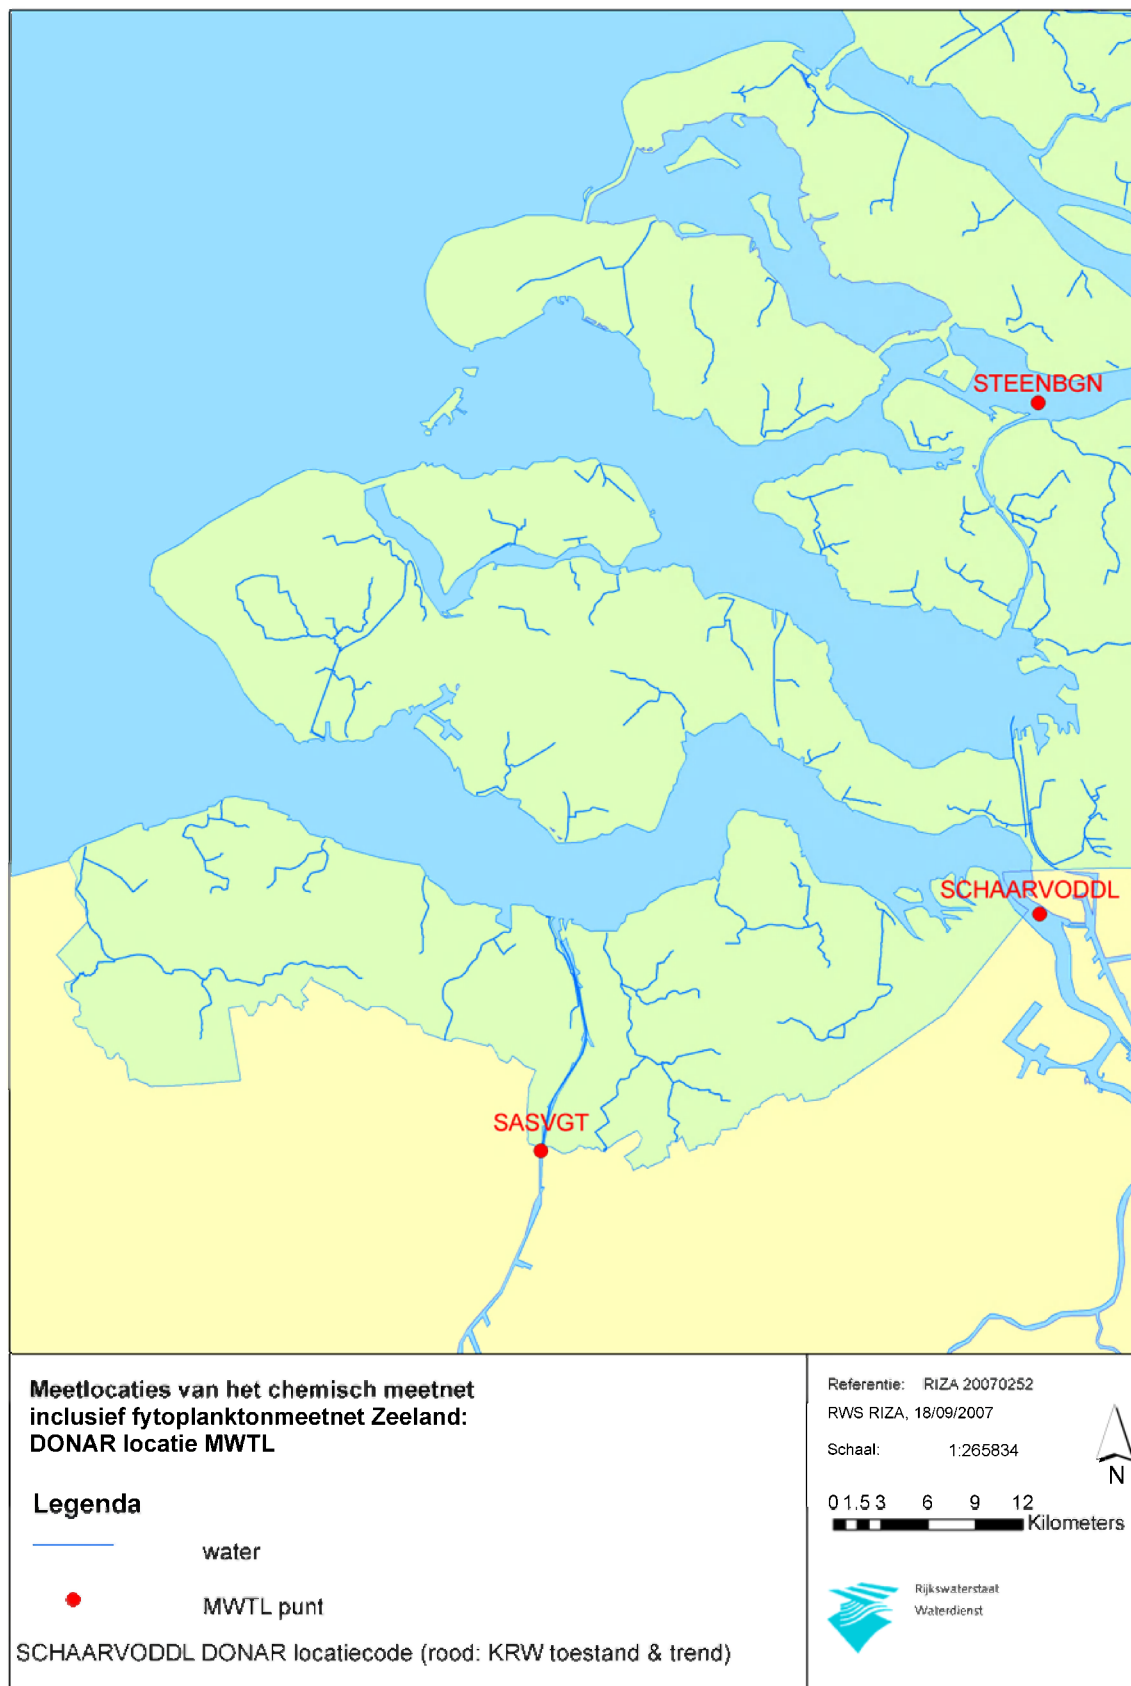 STEENBGN
SCHAARVODDL
SASVGT
Meetlocaties van het chemisch meetnet
inclusief fytoplanktonmeetnet Zeeland:
DONAR locatie MWTL
Legenda
water
MWTL punt
SCHAARVODDL DONAR locatiecode (rood: KRW toestand & trend)
Referentie: RIZA 20070252
RWS RIZA, 18/09/2007
Schaal: 1:265834
N
0 1.5 3 6 9 12
Kilometers
Rijkswaterstaat
Waterdienst